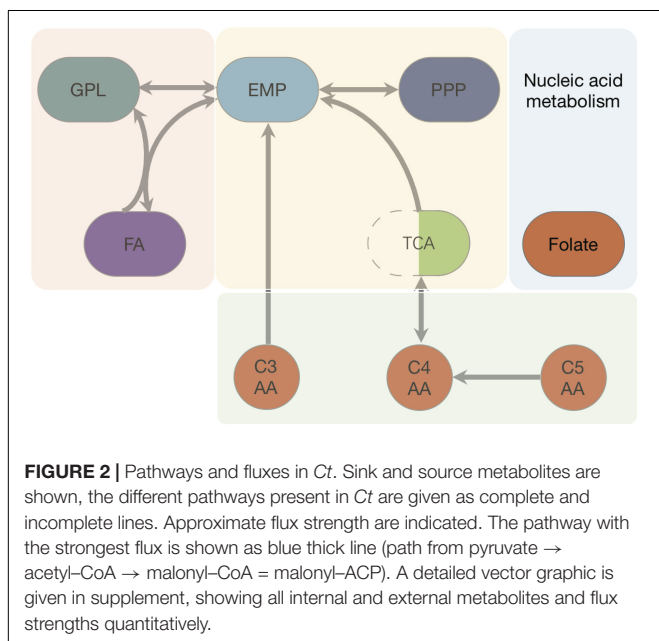 GPL
EMP
PPP
Nucleic acid
metabolism
FA
TCA
Folate
C3
AA
C4
AA
C5
AA
FIGURE 2 | Pathways and fluxes in Ct. Sink and source metabolites are
shown, the different pathways present in Ct are given as complete and
incomplete lines. Approximate flux strength are indicated. The pathway with
the strongest flux is shown as blue thick line (path from pyruvate →
acetyl–CoA → malonyl–CoA = malonyl–ACP). A detailed vector graphic is
given in supplement, showing all internal and external metabolites and flux
strengths quantitatively.